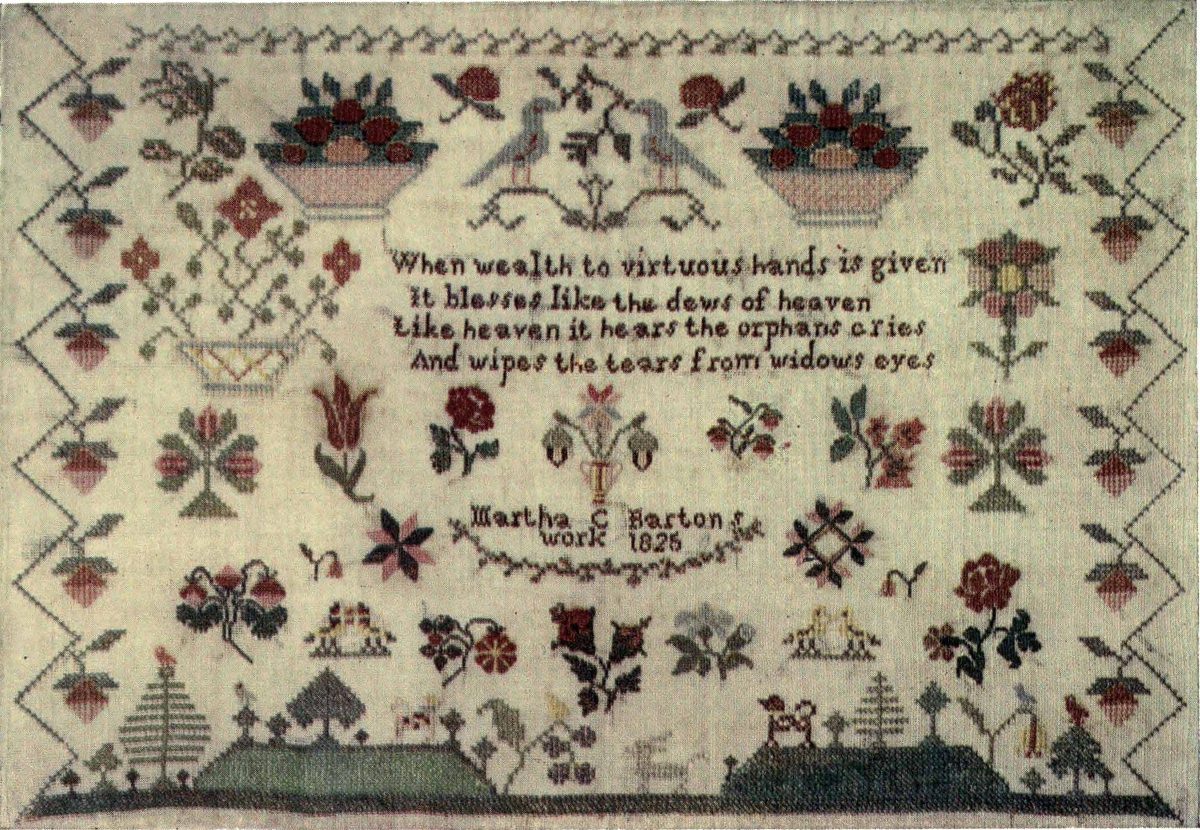 When wealth to virtuous hands is given
It blesses like the dews of heaven
Like heaven it hears the orphans cries
And wipes the tears from widows eyes
Martha C Bartons
work 1826